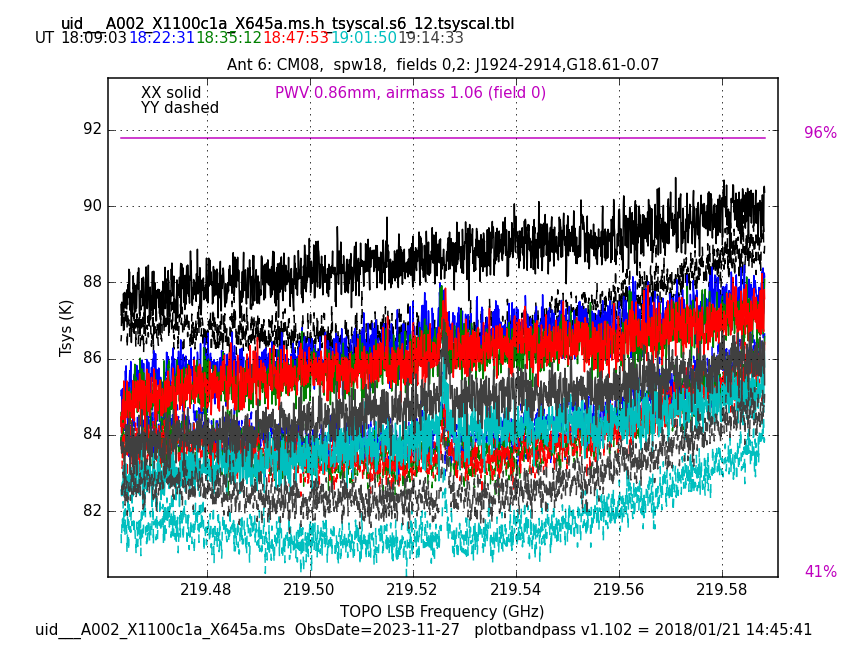 uid___A002_X1100c1a_X645a.ms.h_tsyscal.s6_12.tsyscal.tbl
UT 18:09:03 18:22:31 18:35:12 18:47:53 19:01:50 19:14:33
Ant 6: CM08,  spw18,  fields 0,2: J1924-2914,G18.61-0.07
XX solid
PWV 0.86mm, airmass 1.06 (field 0)
YY dashed
96%
92
90
88
86
84
82
Tsys (K)
41%
219.48 219.50 219.52 219.54 219.56 219.58
TOPO LSB Frequency (GHz)
uid___A002_X1100c1a_X645a.ms  ObsDate=2023-11-27   plotbandpass v1.102 = 2018/01/21 14:45:41